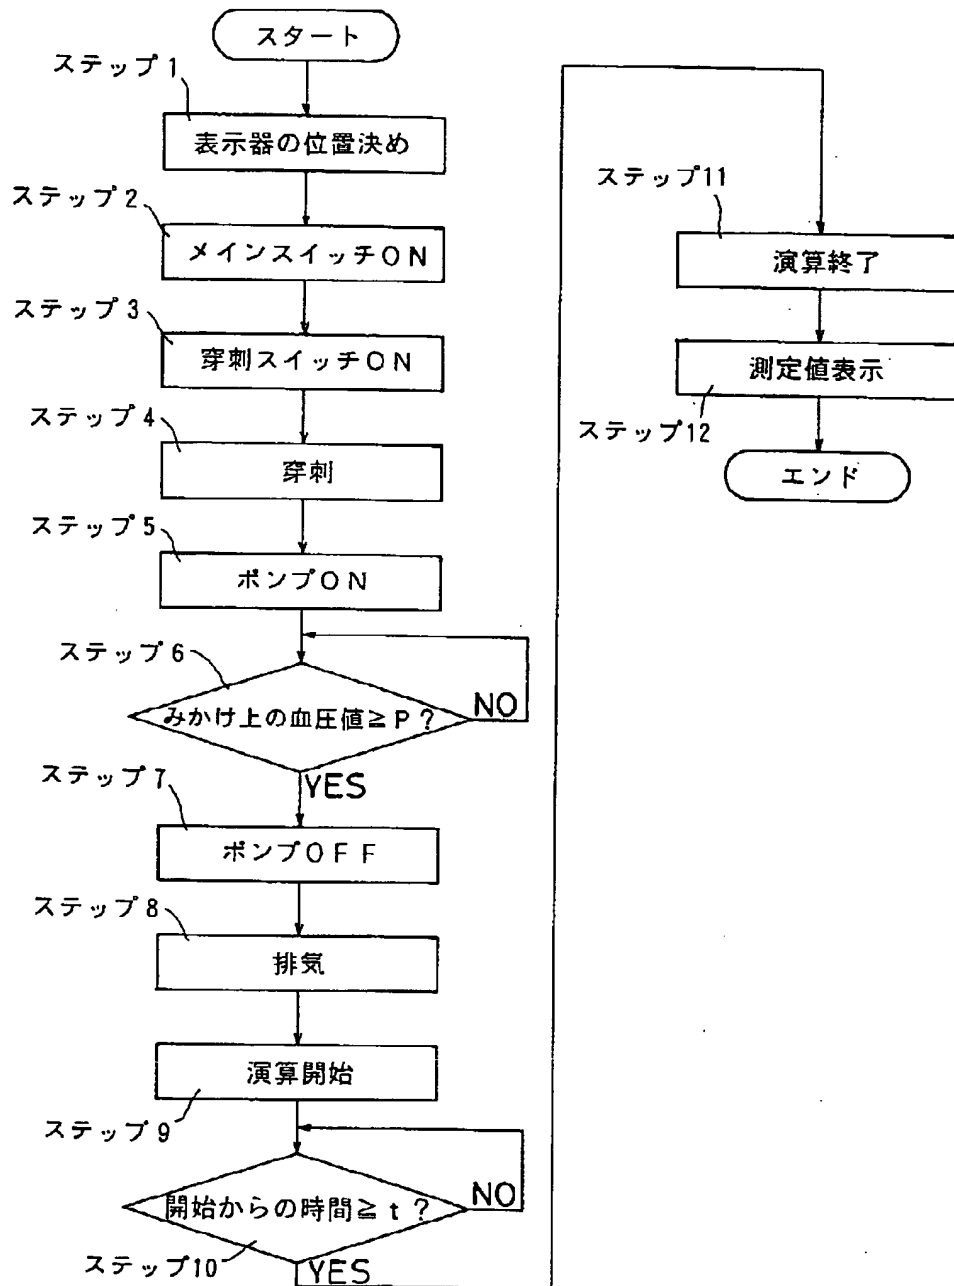 スタート
ステップ1
表示器の位置決め
ステップ2
メインスイッチON
ステップ3
穿刺スイッチON
ステップ4
穿刺
ステップ5
ポンプON
ステップ6
みかけ上の血圧値≧P?
NO
YES
ステップ7
ポンプOFF
ステップ8
排気
演算開始
ステップ9
開始からの時間≧t?
NO
ステップ10
YES
ステップ11
演算終了
測定値表示
ステップ12
エンド